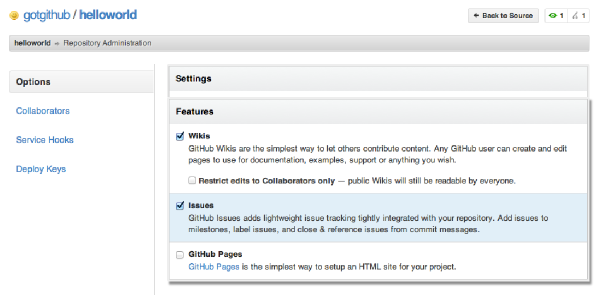 gotgithub / helloworld
Back to Source
1
1
helloworld ⇒ Repository Administration
Options
Collaborators
Service Hooks
Deploy Keys
Settings
Features
Wikis
GitHub Wikis are the simplest way to let others contribute content. Any GitHub user can create and edit
pages to use for documentation, examples, support or anything you wish.
Restrict edits to Collaborators only — public Wikis will still be readable by everyone.
Issues
GitHub Issues adds lightweight issue tracking tightly integrated with your repository. Add issues to
milestones, label issues, and close & reference issues from commit messages.
GitHub Pages
GitHub Pages is the simplest way to setup an HTML site for your project.